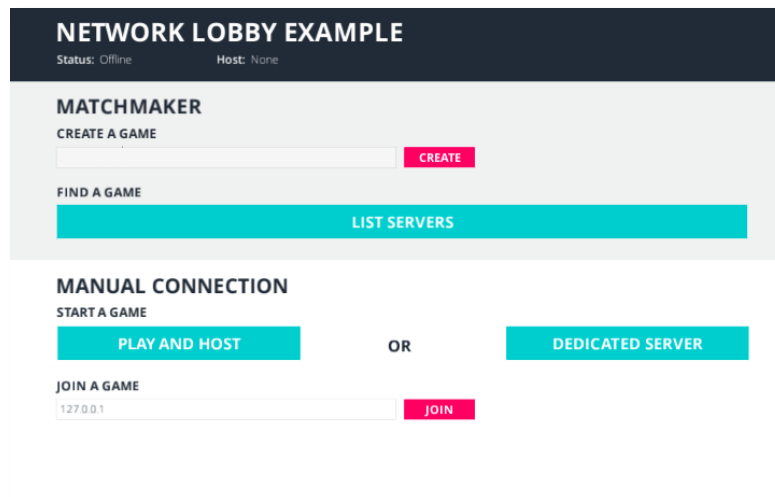 NETWORK LOBBY EXAMPLE
Status: Offline Host: None
MATCHMAKER
CREATE A GAME
CREATE
FIND A GAME
LIST SERVERS
MANUAL CONNECTION
START A GAME
PLAY AND HOST OR DEDICATED SERVER
JOIN A GAME
127.0.0.1 JOIN